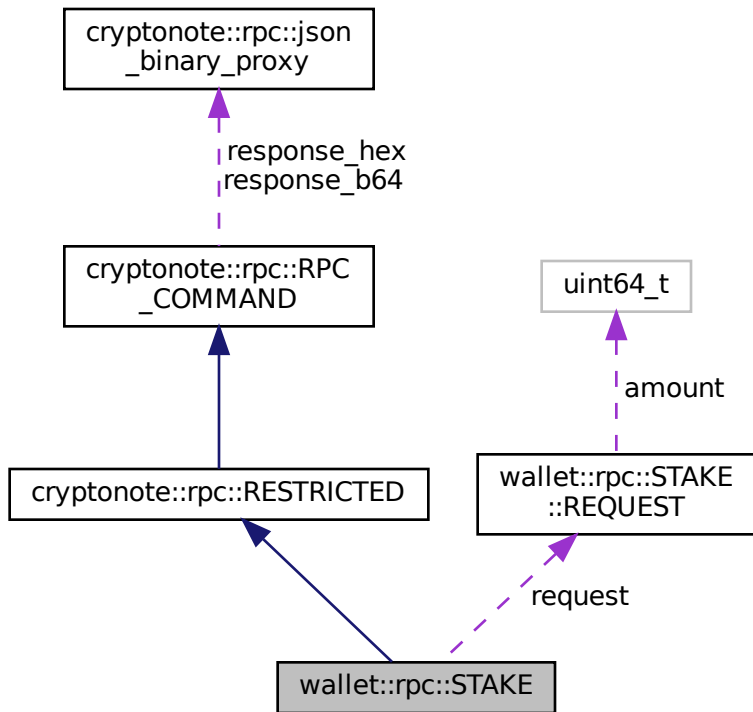 cryptonote::rpc::json
_binary_proxy
response_hex
response_b64
cryptonote::rpc::RPC
_COMMAND
uint64_t
amount
cryptonote::rpc::RESTRICTED
wallet::rpc::STAKE
::REQUEST
request
wallet::rpc::STAKE